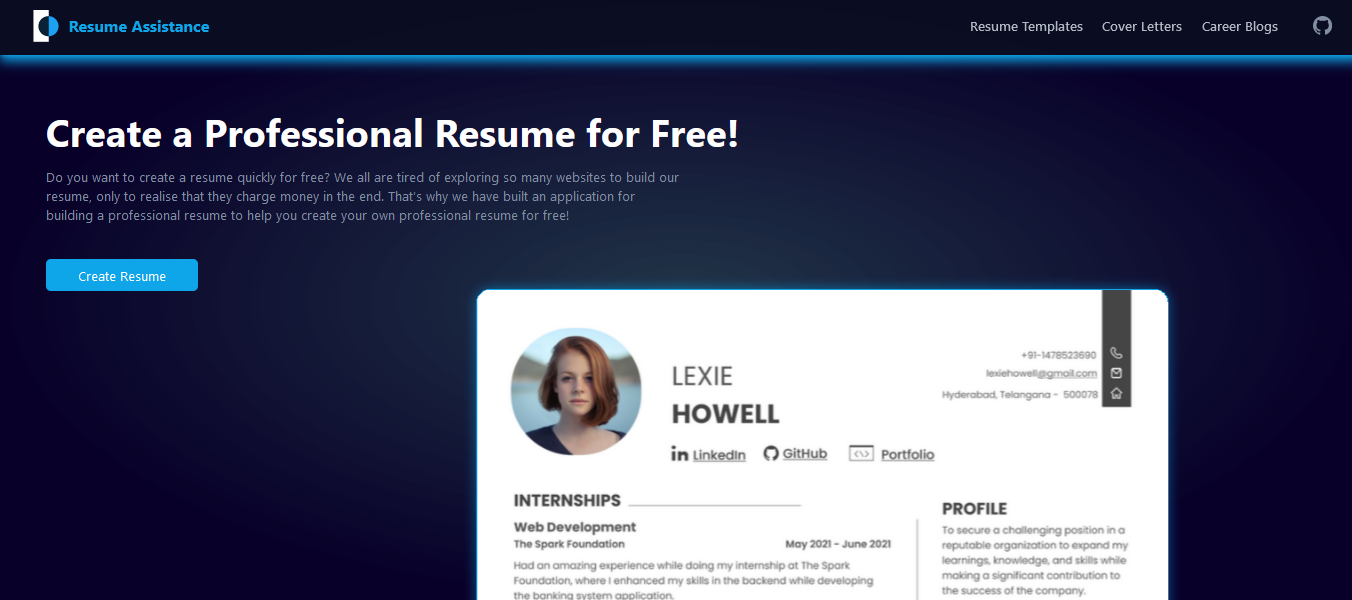 Resume Assistance
Resume Templates
Cover Letters
Career Blogs
Create a Professional Resume for Free!
Do you want to create a resume quickly for free? We all are tired of exploring so many websites to build our
resume, only to realise that they charge money in the end. That's why we have built an application for
building a professional resume to help you create your own professional resume for free!
Create Resume
LEXIE
HOWELL
+91-1478523690
lexiehowell@gmail.com
Hyderabad, Telangana - 500078
LinkedIn
GitHub
Portfolio
INTERNSHIPS
Web Development
The Spark Foundation
May 2021 - June 2021
Had an amazing experience while doing my internship at The Spark
Foundation, where I enhanced my skills in the backend while developing
the banking system application.
PROFILE
To secure a challenging position in a
reputable organization to expand my
learnings, knowledge, and skills while
making a significant contribution to
the success of the company.